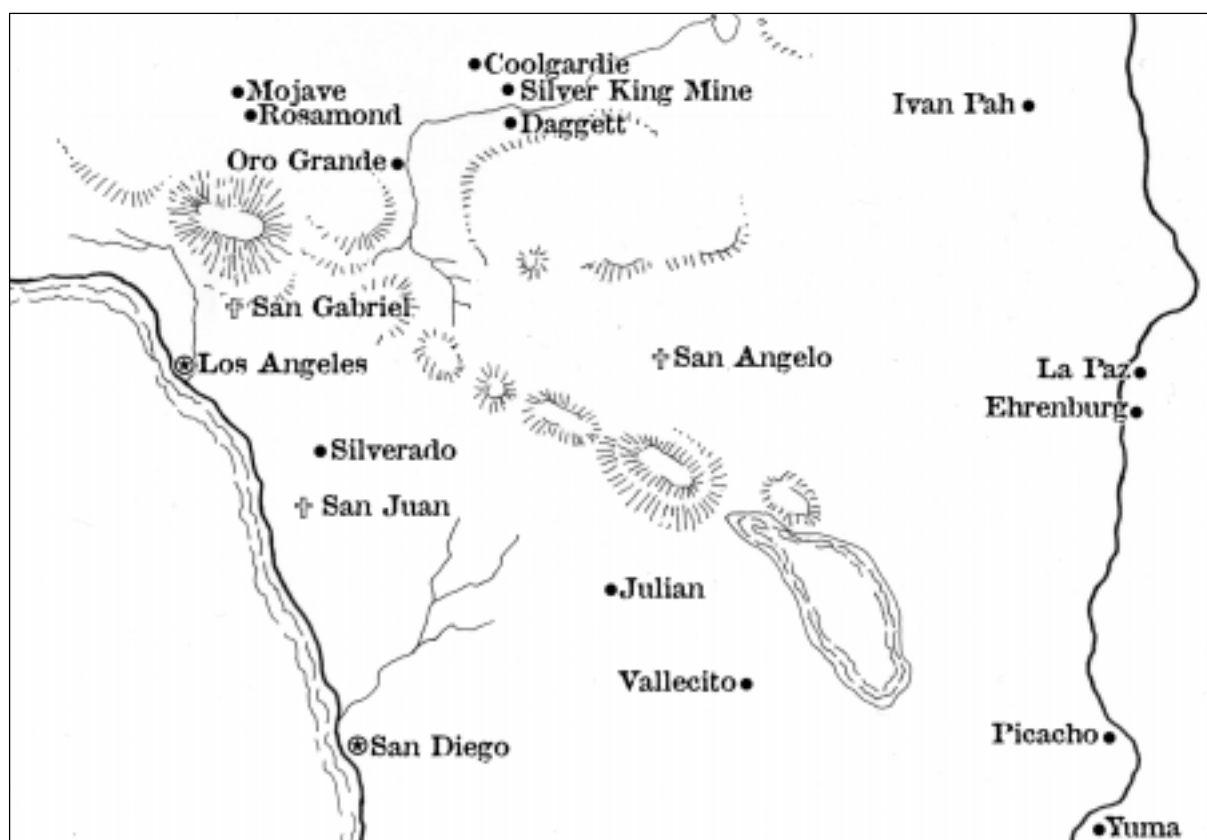 Coolgardie
Mojave
Silver King Mine
Ivan Pah
Rosamond
Daggett
Oro Grande
San Gabriel
Los Angeles
San Angelo
La Paz
Ehrenburg
Silverado
San Juan
Julian
Vallecito
San Diego
Picacho
Yuma